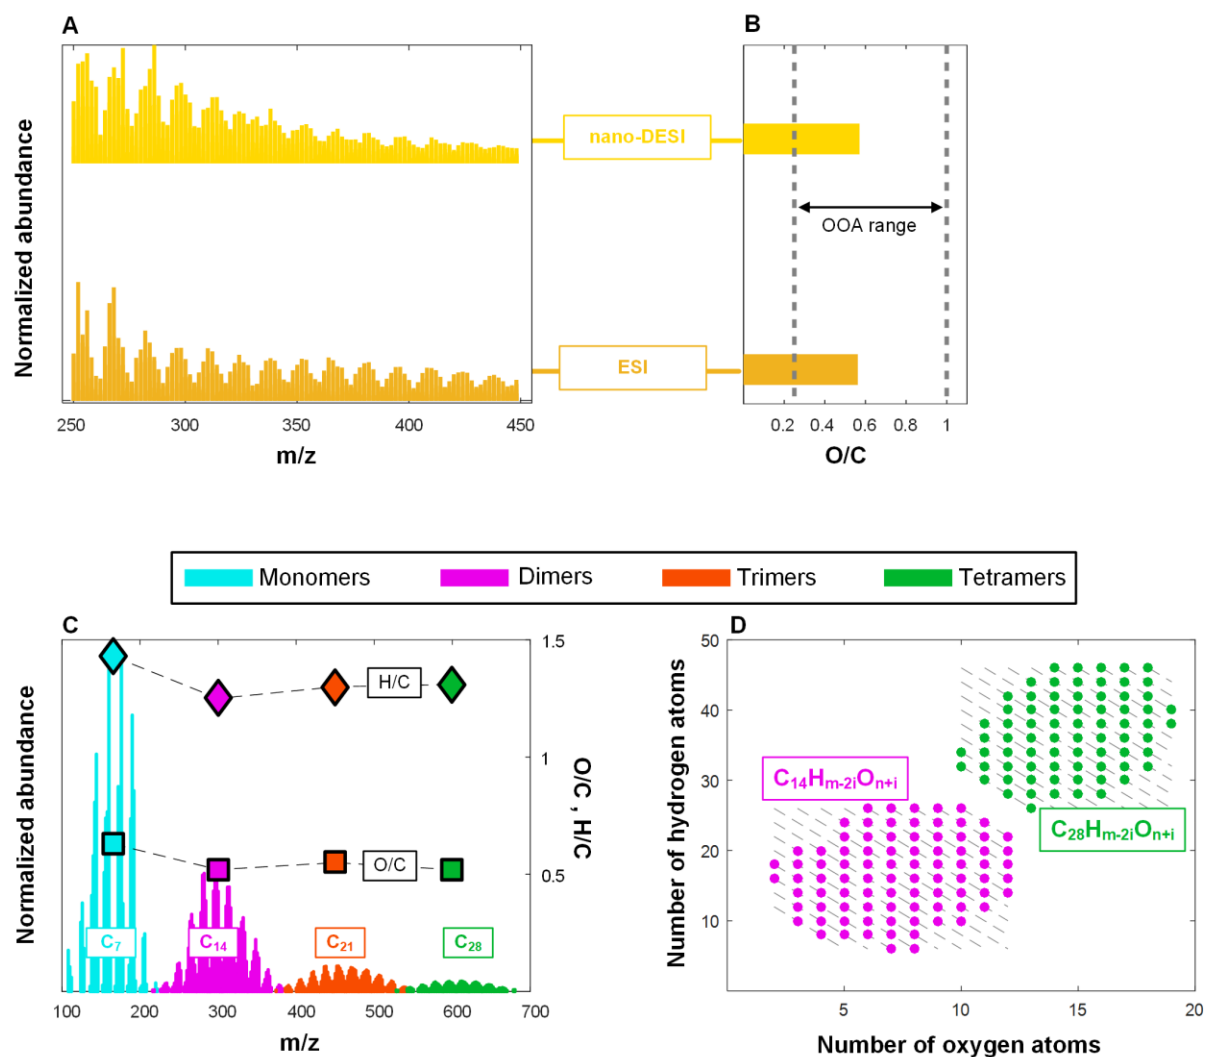 A
B
Normalized abundance
nano-DESI
OOA range
ESI
250
300
350
400
450
m/z
0.2
0.4
0.6
0.8
1
O/C
Monomers
Dimers
Trimers
Tetramers
C
D
Normalized abundance
1.5
1
0.5
O/C , H/C
H/C
O/C
C₇
C₁₄
C₂₁
C₂₈
100
200
300
400
500
600
700
m/z
Number of hydrogen atoms
50
40
30
20
10
C₁₄Hₘ₋₂ᵢOₙ₊ᵢ
C₂₈Hₘ₋₂ᵢOₙ₊ᵢ
5
10
15
20
Number of oxygen atoms